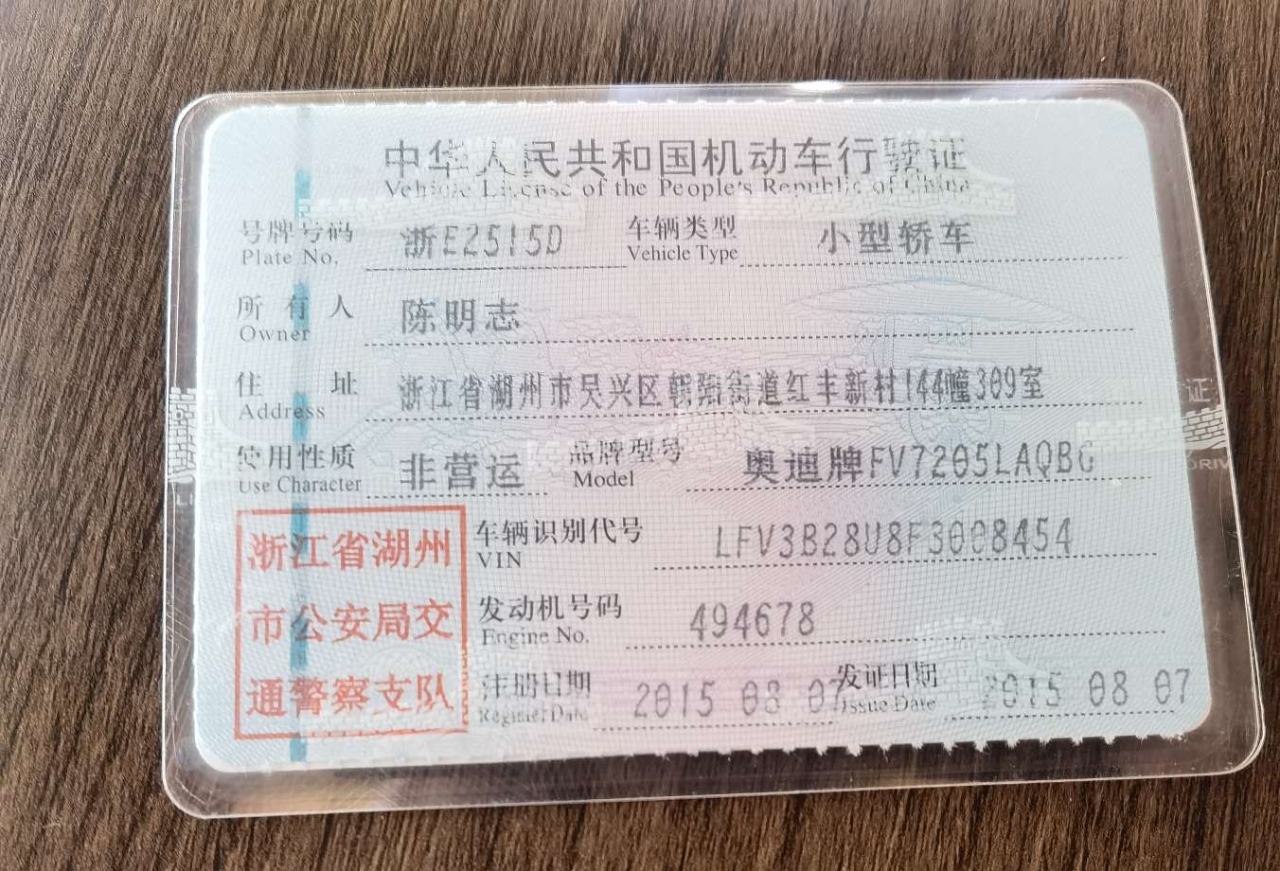 中华人民共和国机动车行驶证
Vehicle License of the People's Republic of China
号牌号码 浙E2515D 车辆类型 小型轿车
Plate No. Vehicle Type
所有人 陈明志
Owner
住址 浙江省湖州市吴兴区朝阳街道红丰新村144幢309室
Address
使用性质 非营运 品牌型号 奥迪牌FV7205LAQBG
Use Character Model
浙江省湖州
市公安局交
通警察支队
车辆识别代号 LFV3B28U8F3008454
VIN
发动机号码 494678
Engine No.
注册日期 2015 08 07 发证日期 2015 08 07
Register Date Issue Date
证
DRIV